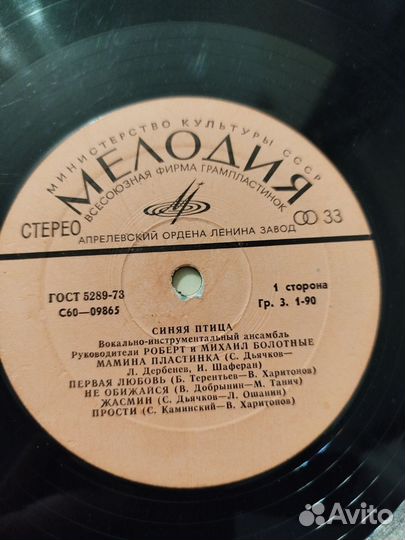 МИНИСТЕРСТВО КУЛЬТУРЫ СССР
МЕЛОДИЯ
ВСЕСОЮЗНАЯ ФИРМА ГРАМПЛАСТИНОК
СТЕРЕО
33
АПРЕЛЕВСКИЙ ОРДЕНА ЛЕНИНА ЗАВОД
ГОСТ 5289-73
С60—09865
1 сторона
Гр. 3. 1-90
СИНЯЯ ПТИЦА
Вокально-инструментальный ансамбль
Руководители РОБЕРТ и МИХАИЛ БОЛОТНЫЕ
МАМИНА ПЛАСТИНКА (С. Дьячков—
Л. Дербенев, И. Шаферан)
ПЕРВАЯ ЛЮБОВЬ (Б. Терентьев—В. Харитонов)
НЕ ОБИЖАЙСЯ (В. Добрынин—М. Танич)
ЖАСМИН (С. Дьячков—Л. Ошанин)
ПРОСТИ (С. Каминский—В. Харитонов)
Avito